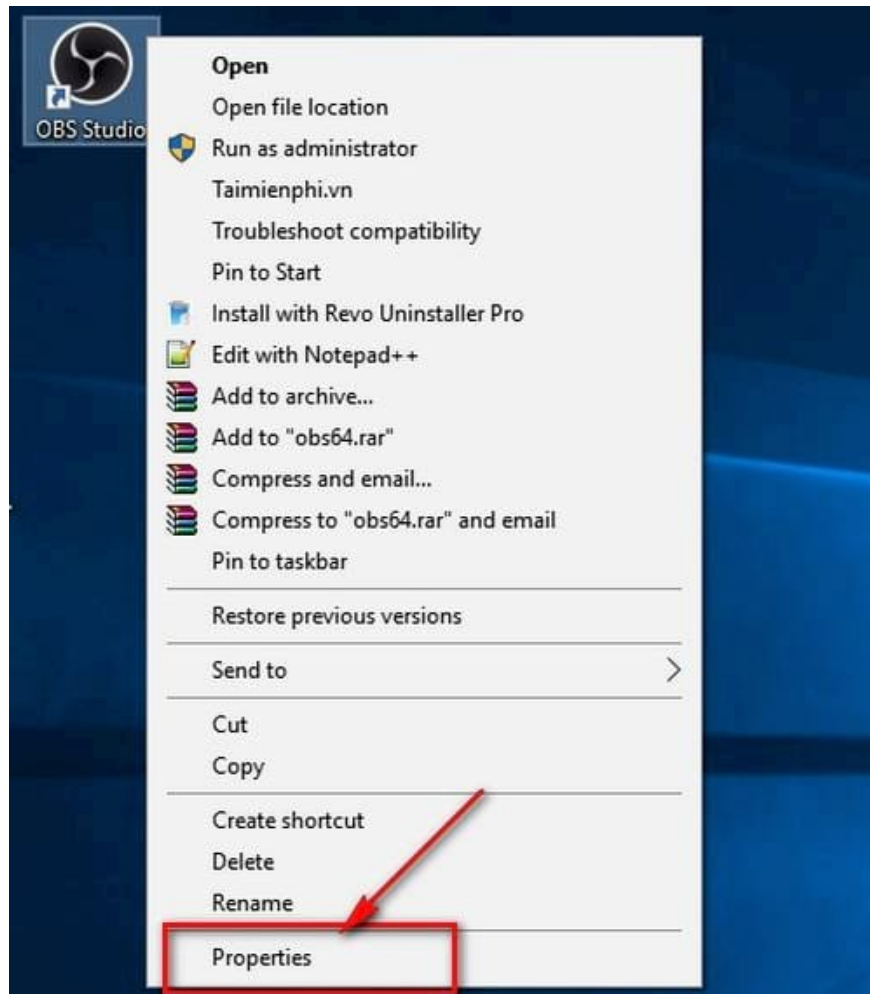 OBS Studio
Open
Open file location
Run as administrator
Taimienphi.vn
Troubleshoot compatibility
Pin to Start
Install with Revo Uninstaller Pro
Edit with Notepad++
Add to archive...
Add to "obs64.rar"
Compress and email...
Compress to "obs64.rar" and email
Pin to taskbar
Restore previous versions
Send to
Cut
Copy
Create shortcut
Delete
Rename
Properties